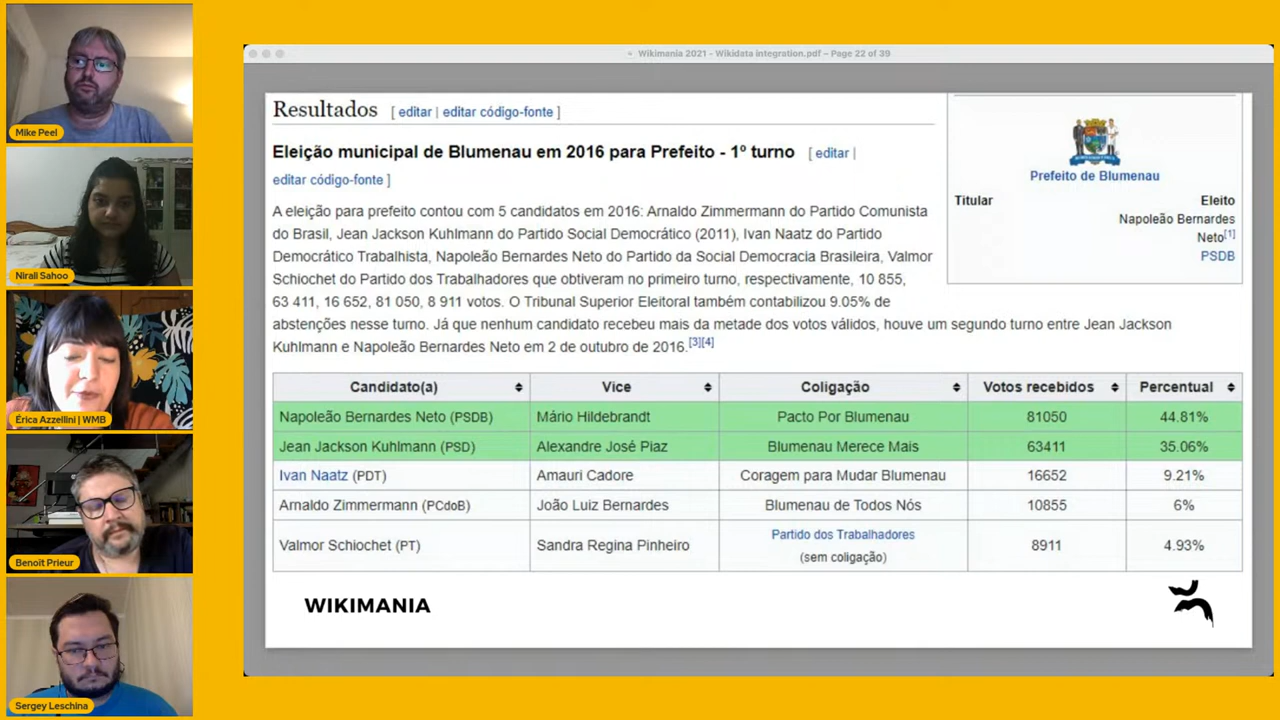 Mike Peel
Nirali Sahoo
Érica Azzellini | WMB
Benoît Prieur
Sergey Leschina
Wikimania 2021 - Wikidata integration.pdf – Page 22 of 39
Resultados [ editar | editar código-fonte ]
Eleição municipal de Blumenau em 2016 para Prefeito - 1º turno [ editar |
editar código-fonte ]
A eleição para prefeito contou com 5 candidatos em 2016: Arnaldo Zimmermann do Partido Comunista
do Brasil, Jean Jackson Kuhlmann do Partido Social Democrático (2011), Ivan Naatz do Partido
Democrático Trabalhista, Napoleão Bernardes Neto do Partido da Social Democracia Brasileira, Valmor
Schiochet do Partido dos Trabalhadores que obtiveram no primeiro turno, respectivamente, 10 855,
63 411, 16 652, 81 050, 8 911 votos. O Tribunal Superior Eleitoral também contabilizou 9.05% de
abstenções nesse turno. Já que nenhum candidato recebeu mais da metade dos votos válidos, houve um segundo turno entre Jean Jackson
Kuhlmann e Napoleão Bernardes Neto em 2 de outubro de 2016.[3][4]
Prefeito de Blumenau
Titular Eleito
Napoleão Bernardes
Neto[1]
PSDB
Candidato(a) Vice Coligação Votos recebidos Percentual
Napoleão Bernardes Neto (PSDB) Mário Hildebrandt Pacto Por Blumenau 81050 44.81%
Jean Jackson Kuhlmann (PSD) Alexandre José Piaz Blumenau Merece Mais 63411 35.06%
Ivan Naatz (PDT) Amauri Cadore Coragem para Mudar Blumenau 16652 9.21%
Arnaldo Zimmermann (PCdoB) João Luiz Bernardes Blumenau de Todos Nós 10855 6%
Valmor Schiochet (PT) Sandra Regina Pinheiro Partido dos Trabalhadores 8911 4.93%
(sem coligação)
WIKIMANIA